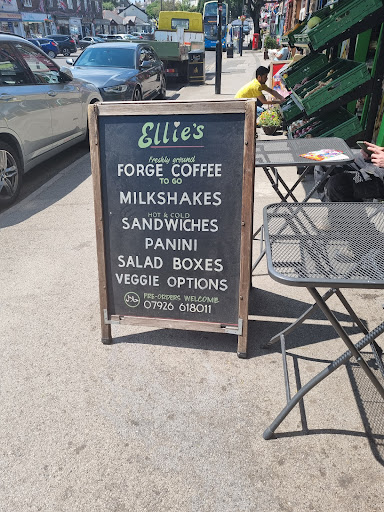 Ellie's
Freshly ground
FORGE COFFEE
TO GO
MILKSHAKES
HOT & COLD
SANDWICHES
PANINI
SALAD BOXES
VEGGIE OPTIONS
PRE-ORDERS WELCOME
07926 618011